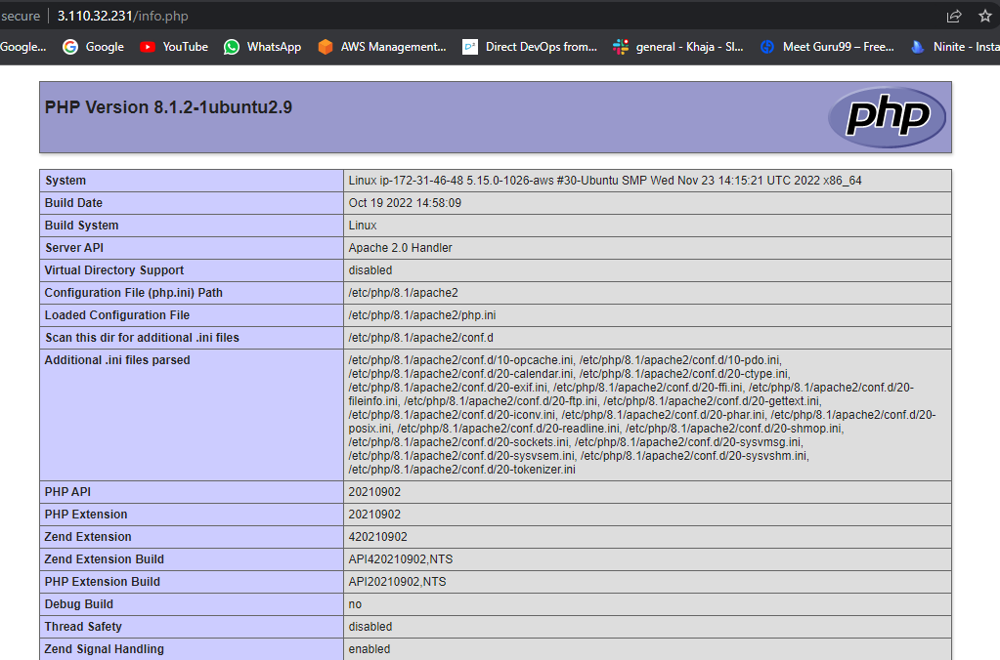 secure 3.110.32.231/info.php
Google... Google YouTube WhatsApp AWS Management... Direct DevOps from... general - Khaja - Sl... Meet Guru99 – Free... Ninite - Insta
PHP Version 8.1.2-1ubuntu2.9
php
System Linux ip-172-31-46-48 5.15.0-1026-aws #30-Ubuntu SMP Wed Nov 23 14:15:21 UTC 2022 x86_64
Build Date Oct 19 2022 14:58:09
Build System Linux
Server API Apache 2.0 Handler
Virtual Directory Support disabled
Configuration File (php.ini) Path /etc/php/8.1/apache2
Loaded Configuration File /etc/php/8.1/apache2/php.ini
Scan this dir for additional .ini files /etc/php/8.1/apache2/conf.d
Additional .ini files parsed /etc/php/8.1/apache2/conf.d/10-opcache.ini, /etc/php/8.1/apache2/conf.d/10-pdo.ini,
/etc/php/8.1/apache2/conf.d/20-calendar.ini, /etc/php/8.1/apache2/conf.d/20-ctype.ini,
/etc/php/8.1/apache2/conf.d/20-exif.ini, /etc/php/8.1/apache2/conf.d/20-ffi.ini, /etc/php/8.1/apache2/conf.d/20-
fileinfo.ini, /etc/php/8.1/apache2/conf.d/20-ftp.ini, /etc/php/8.1/apache2/conf.d/20-gettext.ini,
/etc/php/8.1/apache2/conf.d/20-iconv.ini, /etc/php/8.1/apache2/conf.d/20-phar.ini, /etc/php/8.1/apache2/conf.d/20-
posix.ini, /etc/php/8.1/apache2/conf.d/20-readline.ini, /etc/php/8.1/apache2/conf.d/20-shmop.ini,
/etc/php/8.1/apache2/conf.d/20-sockets.ini, /etc/php/8.1/apache2/conf.d/20-sysvmsg.ini,
/etc/php/8.1/apache2/conf.d/20-sysvsem.ini, /etc/php/8.1/apache2/conf.d/20-sysvshm.ini,
/etc/php/8.1/apache2/conf.d/20-tokenizer.ini
PHP API 20210902
PHP Extension 20210902
Zend Extension 420210902
Zend Extension Build API420210902,NTS
PHP Extension Build API20210902,NTS
Debug Build no
Thread Safety disabled
Zend Signal Handling enabled